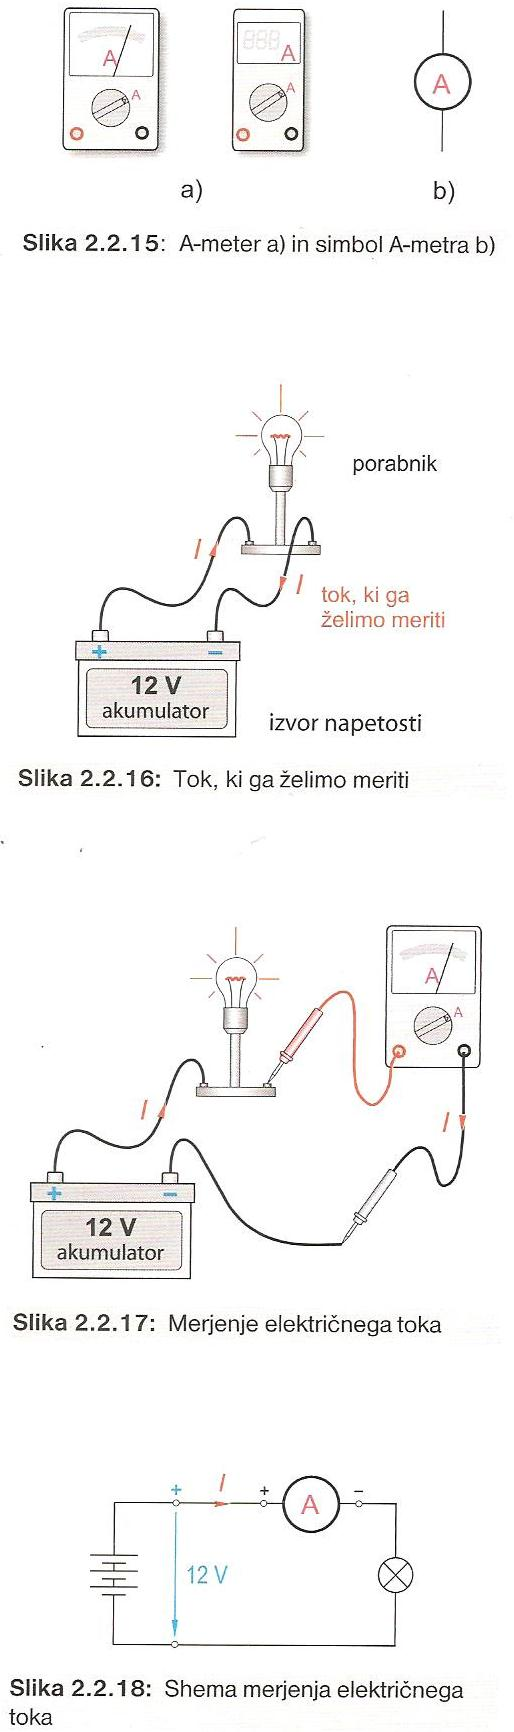 A
A
888
A
A
A
a)
b)
Slika 2.2.15: A-meter a) in simbol A-metra b)
porabnik
I
I
tok, ki ga
želimo meriti
+
–
12 V
akumulator
izvor napetosti
Slika 2.2.16: Tok, ki ga želimo meriti
A
A
I
I
+
–
12 V
akumulator
Slika 2.2.17: Merjenje električnega toka
+
I
+
A
–
12 V
Slika 2.2.18: Shema merjenja električnega
toka